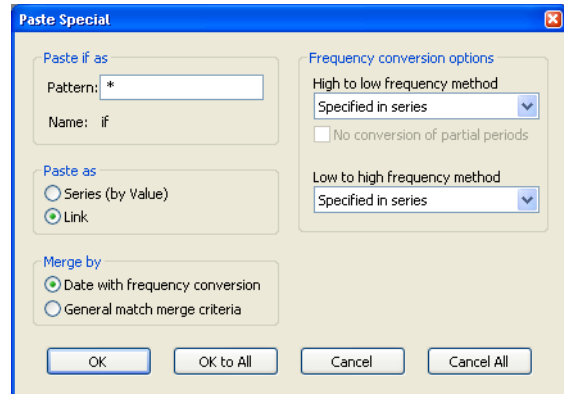 Paste Special
Paste if as
Pattern: *
Name: if
Paste as
Series (by Value)
Link
Merge by
Date with frequency conversion
General match merge criteria
Frequency conversion options
High to low frequency method
Specified in series
No conversion of partial periods
Low to high frequency method
Specified in series
OK
OK to All
Cancel
Cancel All